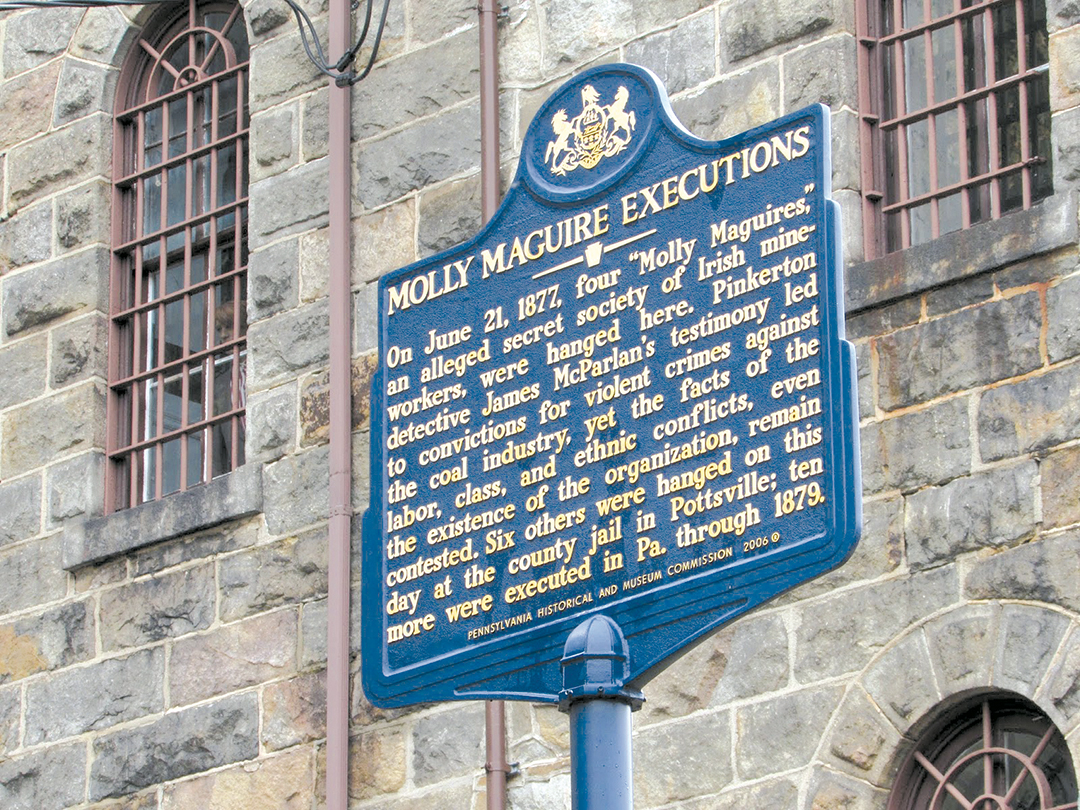 MOLLY MAGUIRE EXECUTIONS
On June 21, 1877, four “Molly Maguires,”
an alleged secret society of Irish mine-
workers, were hanged here. Pinkerton
detective James McParlan's testimony led
to convictions for violent crimes against
the coal industry, yet the facts of the
labor, class, and ethnic conflicts, even
the existence of the organization, remain
contested. Six others were hanged on this
day at the county jail in Pottsville; ten
more were executed in Pa. through 1879.
PENNSYLVANIA HISTORICAL AND MUSEUM COMMISSION 2006 ®